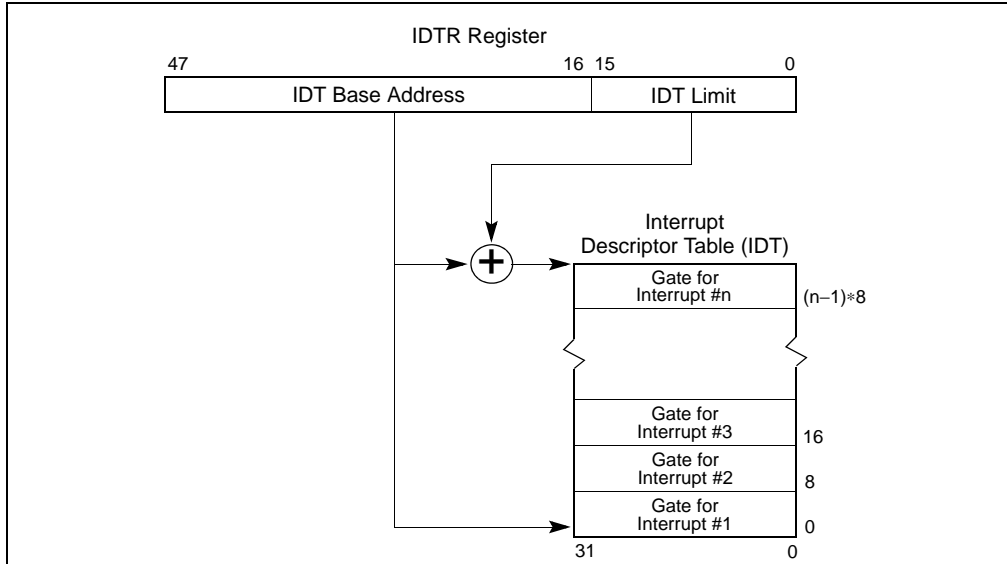 IDTR Register
47 16 15 0
IDT Base Address IDT Limit
+
Interrupt
Descriptor Table (IDT)
Gate for
Interrupt #n
(n−1)∗8
Gate for
Interrupt #3
16
Gate for
Interrupt #2
8
Gate for
Interrupt #1
0
31 0